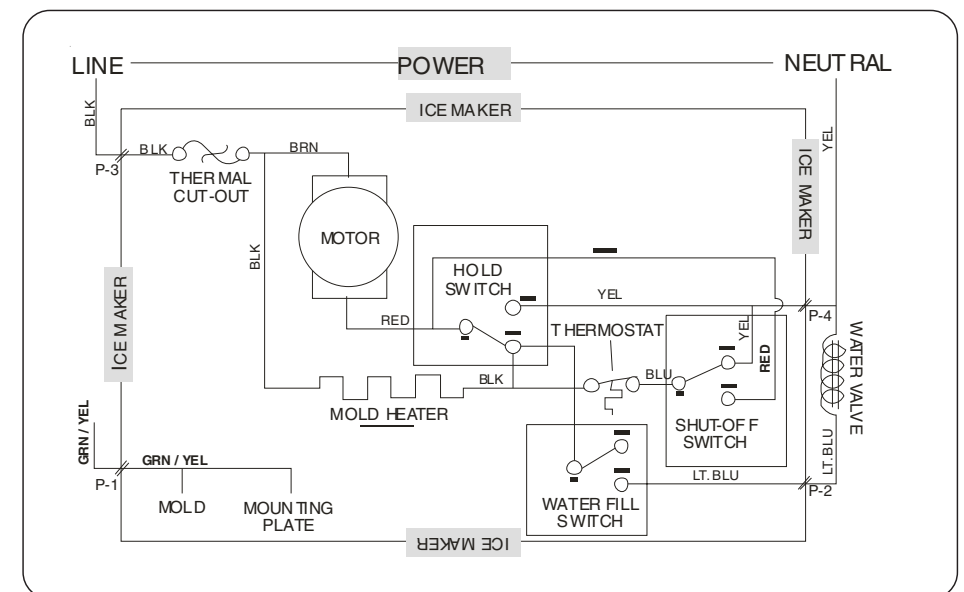 LINE
POWER
NEUTRAL
BLK
ICE MAKER
YEL
P-3
BLK
BRN
THERMAL
CUT-OUT
ICE MAKER
MOTOR
BLK
HOLD
SWITCH
YEL
P-4
ICE MAKER
RED
THERMOSTAT
YEL
RED
WATER VALVE
BLK
BLU
MOLD HEATER
SHUT-OFF
SWITCH
GRN / YEL
GRN / YEL
LT.BLU
LT.BLU
P-1
P-2
MOLD
MOUNTING
PLATE
WATER FILL
SWITCH
ICE MAKER